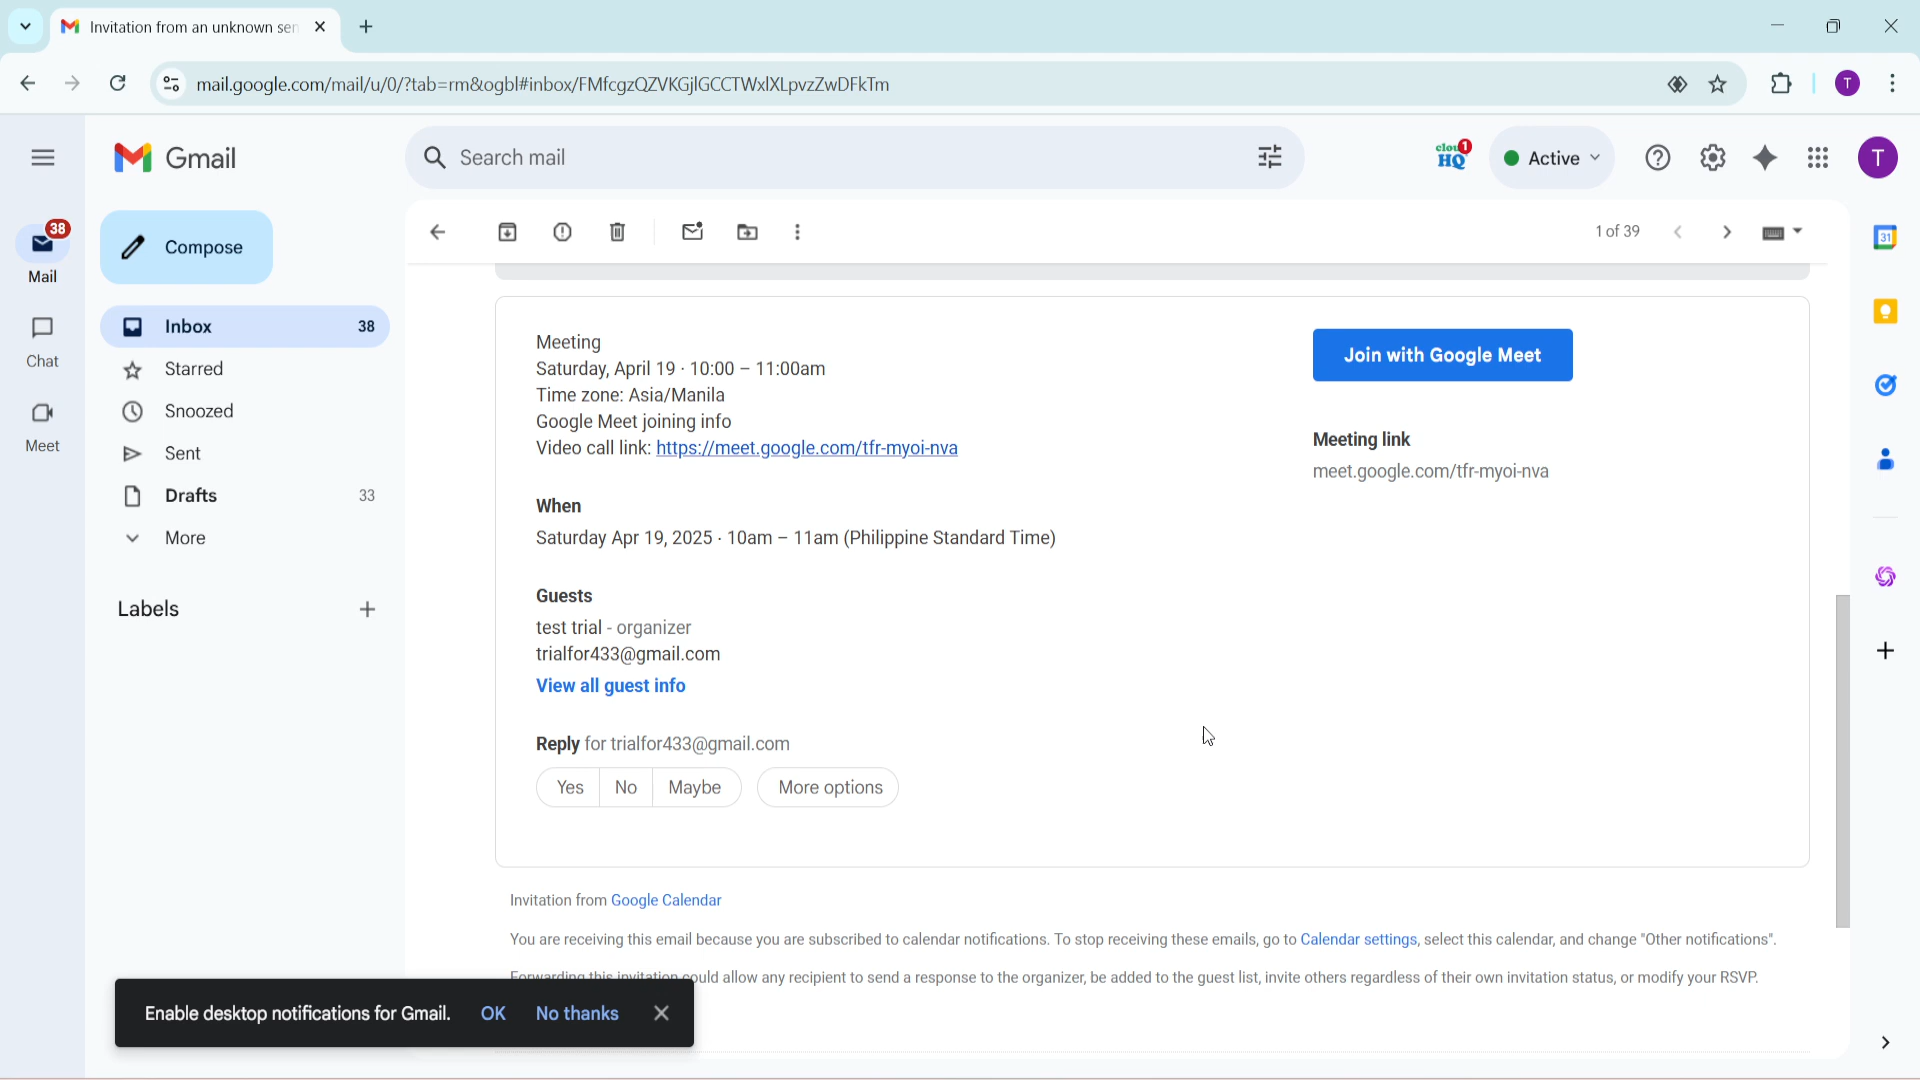 Invitation from an unknown sen
mail.google.com/mail/u/0/?tab=rm&ogbl#inbox/FMfcgzQZVKGjlGCCTWxlXLpvzZwDFkTm
T
Gmail
Search mail
clou HQ 1
Active
T
38
Mail
Chat
Meet
Compose
Inbox 38
Starred
Snoozed
Sent
Drafts 33
More
Labels
1 of 39
31
Meeting
Saturday, April 19 · 10:00 – 11:00am
Time zone: Asia/Manila
Google Meet joining info
Video call link: https://meet.google.com/tfr-myoi-nva
When
Saturday Apr 19, 2025 · 10am – 11am (Philippine Standard Time)
Guests
test trial - organizer
trialfor433@gmail.com
View all guest info
Reply for trialfor433@gmail.com
Yes No Maybe More options
Join with Google Meet
Meeting link
meet.google.com/tfr-myoi-nva
Invitation from Google Calendar
You are receiving this email because you are subscribed to calendar notifications. To stop receiving these emails, go to Calendar settings, select this calendar, and change "Other notifications".
Forwarding this invitation could allow any recipient to send a response to the organizer, be added to the guest list, invite others regardless of their own invitation status, or modify your RSVP.
Enable desktop notifications for Gmail. OK No thanks